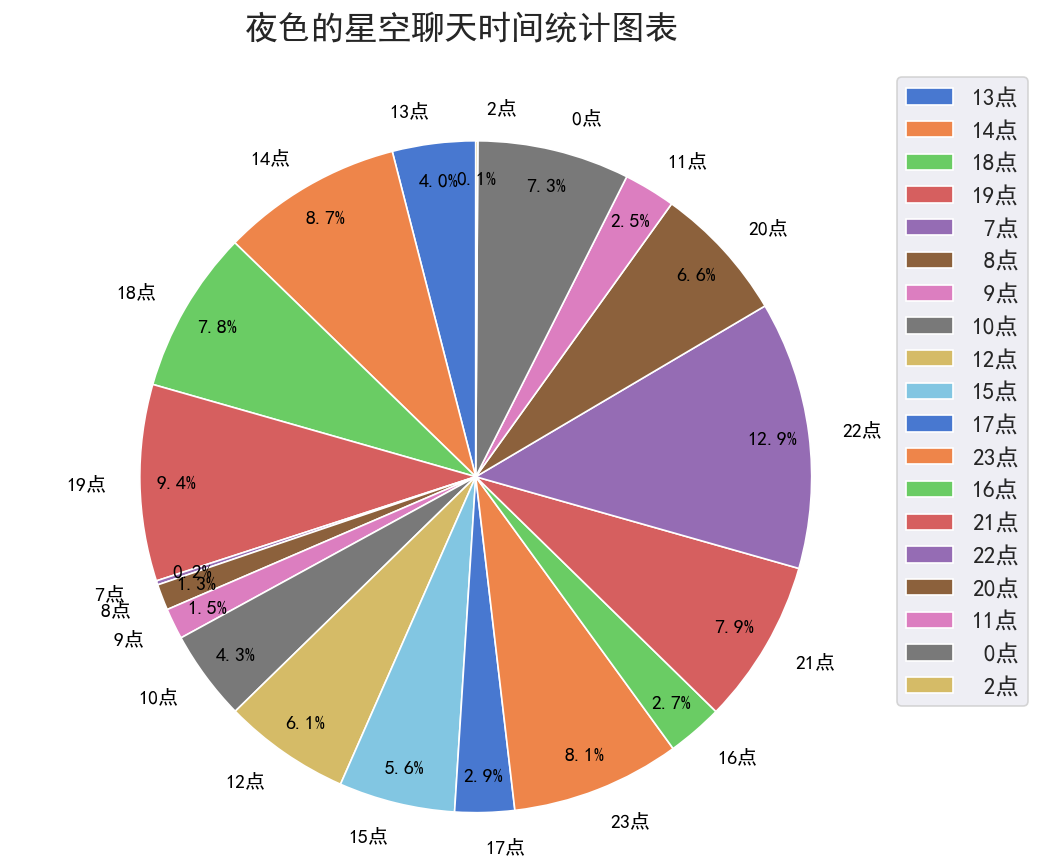 夜色的星空聊天时间统计图表
13点
4.0%
14点
8.7%
18点
7.8%
19点
9.4%
7点
0.2%
8点
1.3%
9点
1.5%
10点
4.3%
12点
6.1%
15点
5.6%
17点
2.9%
23点
8.1%
16点
2.7%
21点
7.9%
22点
12.9%
20点
6.6%
11点
2.5%
0点
7.3%
2点
0.1%
13点
14点
18点
19点
7点
8点
9点
10点
12点
15点
17点
23点
16点
21点
22点
20点
11点
0点
2点